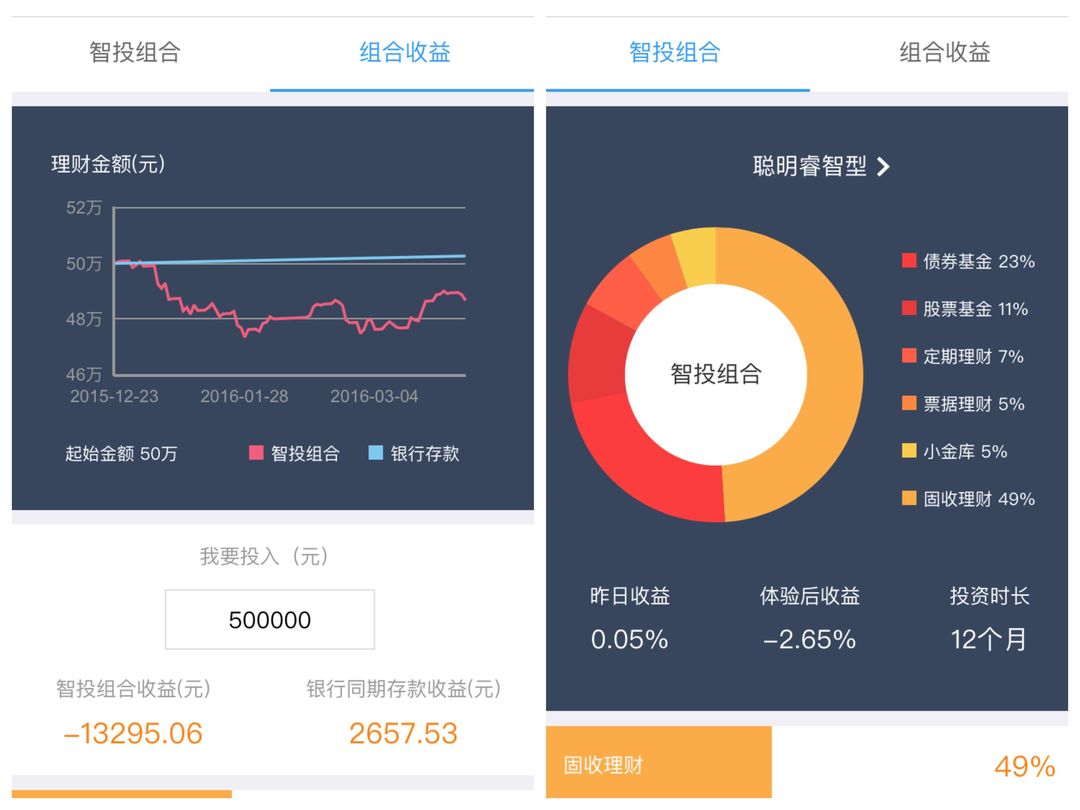 智投组合
组合收益
理财金额(元)
52万
50万
48万
46万
2015-12-23
2016-01-28
2016-03-04
起始金额 50万
智投组合
银行存款
我要投入（元）
500000
智投组合收益(元)
银行同期存款收益(元)
−13295.06
2657.53
智投组合
组合收益
聪明睿智型
智投组合
债券基金 23%
股票基金 11%
定期理财 7%
票据理财 5%
小金库 5%
固收理财 49%
昨日收益
体验后收益
投资时长
0.05%
−2.65%
12个月
固收理财
49%